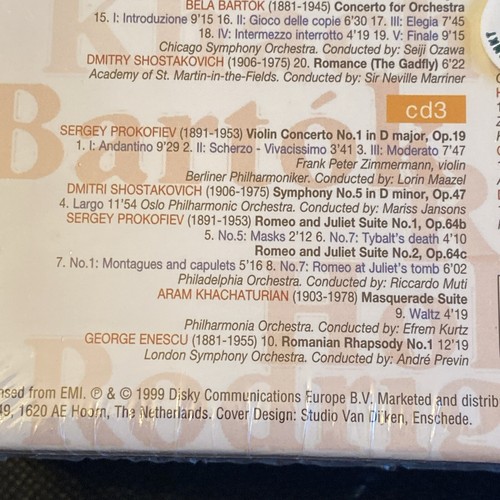 BELA BARTOK (1881-1945) Concerto for Orchestra
15. I: Introduzione 9'15 16. II: Gioco delle copie 6'30 17. III: Elegia 7'45
18. IV: Intermezzo interrotto 4'19 19. V: Finale 9'15
Chicago Symphony Orchestra. Conducted by: Seiji Ozawa
DMITRY SHOSTAKOVICH (1906-1975) 20. Romance (The Gadfly) 6'22
Academy of St. Martin-in-the-Fields. Conducted by: Sir Neville Marriner
cd3
SERGEY PROKOFIEV (1891-1953) Violin Concerto No.1 in D major, Op.19
1. I: Andantino 9'29 2. II: Scherzo - Vivacissimo 3'41 3. III: Moderato 7'47
Frank Peter Zimmermann, violin
Berliner Philharmoniker. Conducted by: Lorin Maazel
DMITRI SHOSTAKOVICH (1906-1975) Symphony No.5 in D minor, Op.47
4. Largo 11'54 Oslo Philharmonic Orchestra. Conducted by: Mariss Jansons
SERGEY PROKOFIEV (1891-1953) Romeo and Juliet Suite No.1, Op.64b
5. No.5: Masks 2'12 6. No.7: Tybalt's death 4'10
Romeo and Juliet Suite No.2, Op.64c
7. No.1: Montagues and capulets 5'16 8. No.7: Romeo at Juliet's tomb 6'02
Philadelphia Orchestra. Conducted by: Riccardo Muti
ARAM KHACHATURIAN (1903-1978) Masquerade Suite
9. Waltz 4'19
Philharmonia Orchestra. Conducted by: Efrem Kurtz
GEORGE ENESCU (1881-1955) 10. Romanian Rhapsody No.1 12'19
London Symphony Orchestra. Conducted by: André Previn
nsed from EMI. ℗ & © 1999 Disky Communications Europe B.V. Marketed and distrib
49, 1620 AE Hoorn, The Netherlands. Cover Design: Studio Van Dijken, Enschede.
Bartók
Rodrig